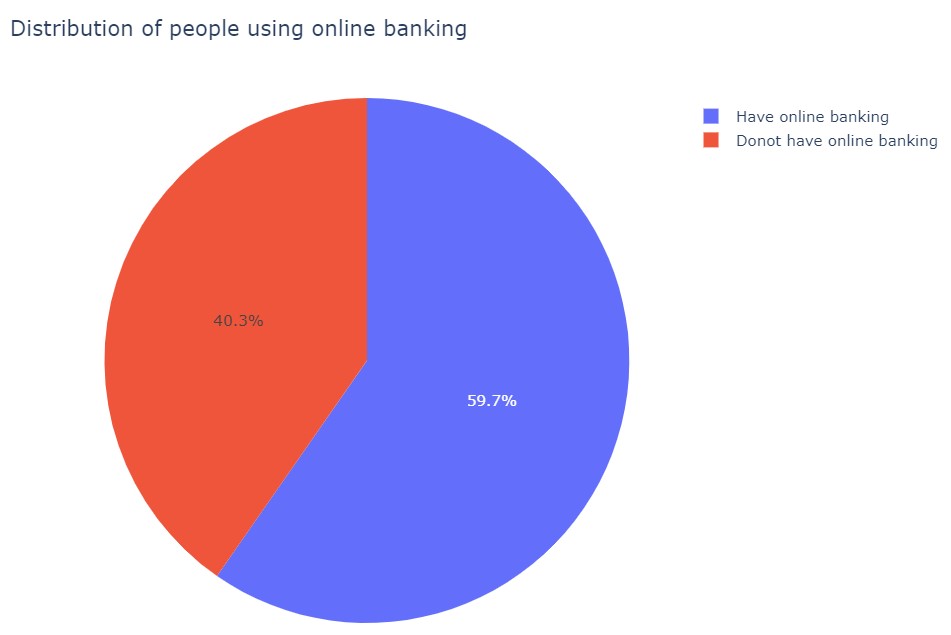 Distribution of people using online banking
Have online banking
Donot have online banking
40.3%
59.7%